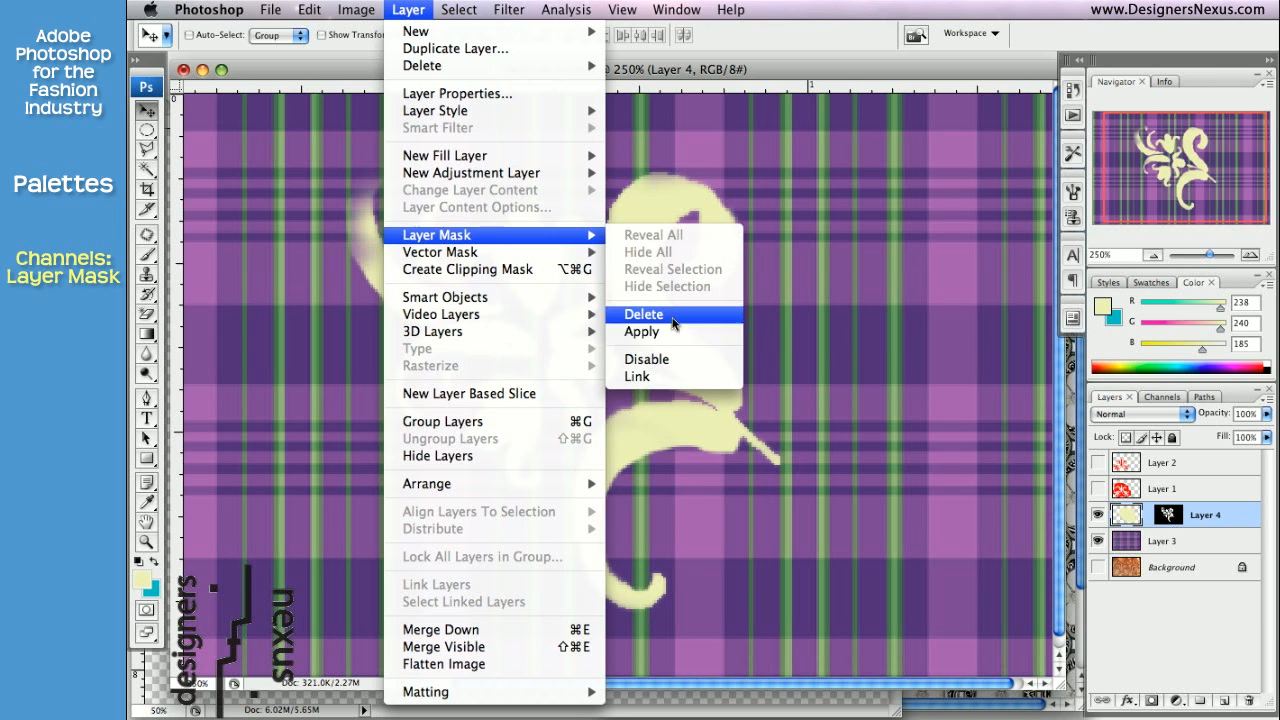 Adobe
Photoshop
for the
Fashion
Industry
Palettes
Channels:
Layer Mask
Photoshop File Edit Image Layer Select Filter Analysis View Window Help www.DesignersNexus.com
Auto-Select: Group Show Transfor
Workspace
@ 250% (Layer 4, RGB/8#)
New
Duplicate Layer...
Delete
Layer Properties...
Layer Style
Smart Filter
New Fill Layer
New Adjustment Layer
Change Layer Content
Layer Content Options...
Layer Mask
Vector Mask
Create Clipping Mask ⌥⌘G
Smart Objects
Video Layers
3D Layers
Type
Rasterize
New Layer Based Slice
Group Layers ⌘G
Ungroup Layers ⇧⌘G
Hide Layers
Arrange
Align Layers To Selection
Distribute
Lock All Layers in Group...
Link Layers
Select Linked Layers
Merge Down ⌘E
Merge Visible ⇧⌘E
Flatten Image
Matting
Reveal All
Hide All
Reveal Selection
Hide Selection
Delete
Apply
Disable
Link
Ps
Navigator Info
250%
Styles Swatches Color
R 238
G 240
B 185
Layers Channels Paths
Normal Opacity: 100%
Lock: Fill: 100%
Layer 2
Layer 1
Layer 4
Layer 3
Background
designers
nexus
Doc: 321.0K/2.27M
50% Doc: 6.02M/5.65M